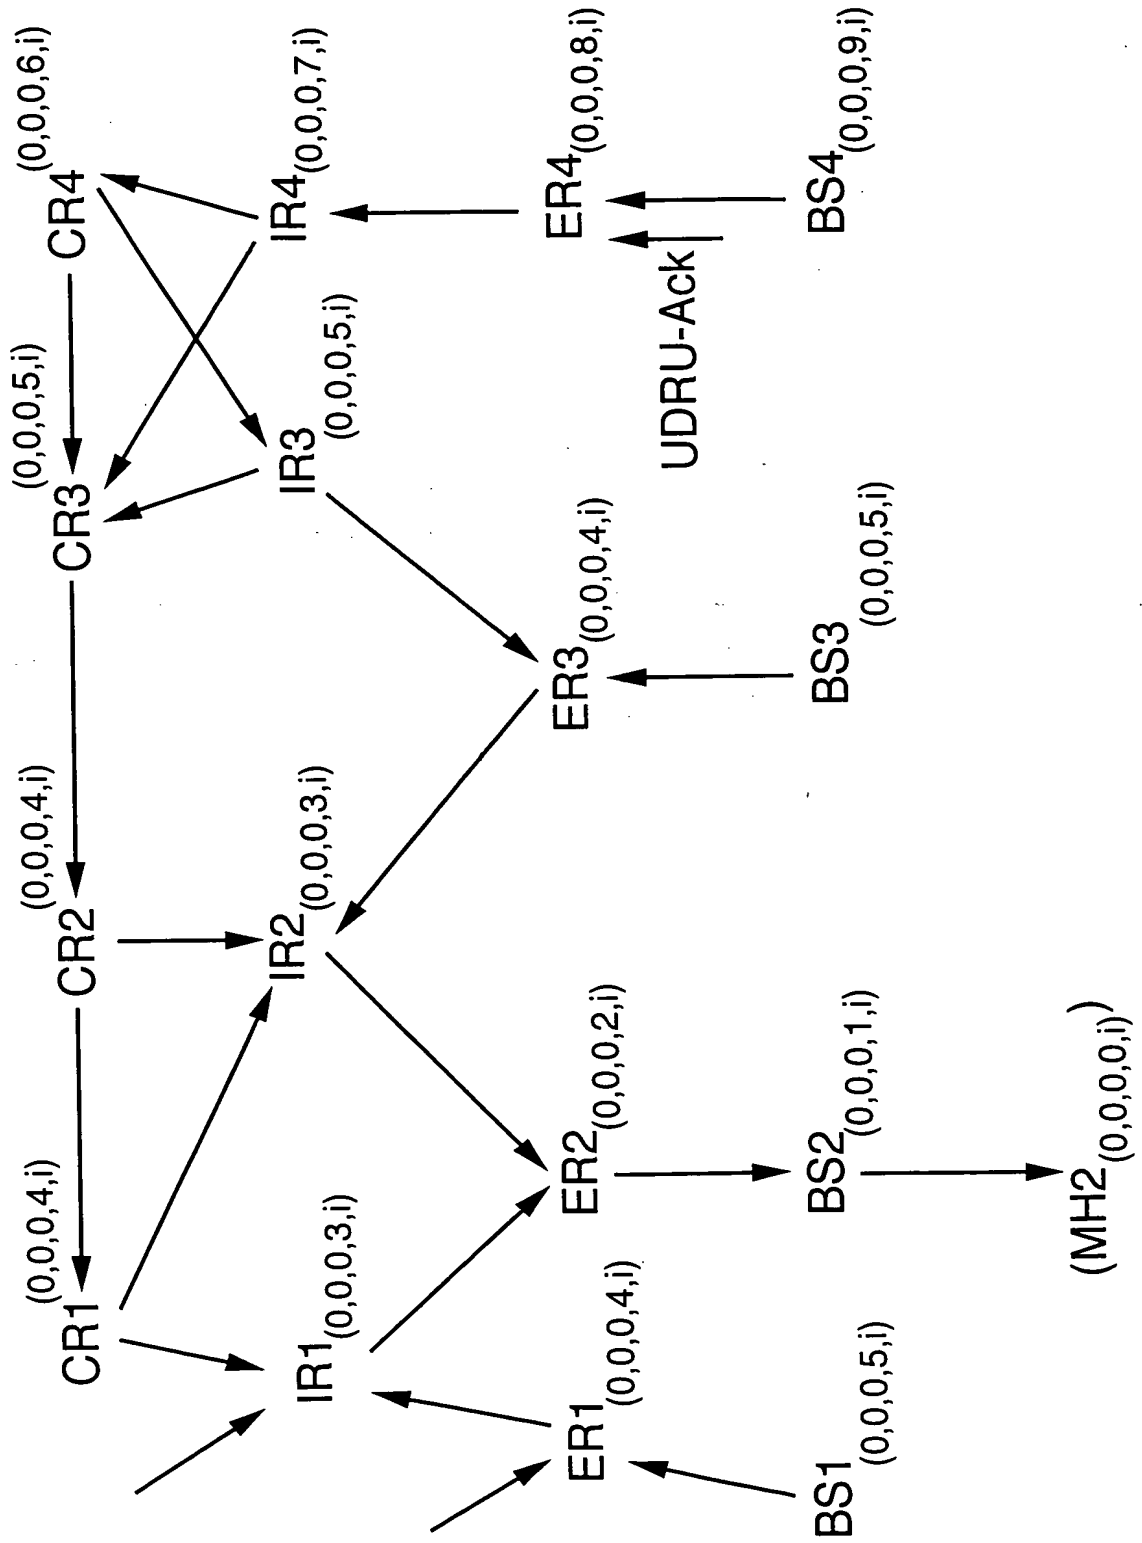 CR1(0,0,0,4,i)
CR2(0,0,0,4,i)
CR3(0,0,0,5,i)
CR4(0,0,0,6,i)
IR1(0,0,0,3,i)
IR2(0,0,0,3,i)
IR3(0,0,0,5,i)
IR4(0,0,0,7,i)
ER1(0,0,0,4,i)
ER2(0,0,0,2,i)
ER3(0,0,0,4,i)
ER4(0,0,0,8,i)
UDRU-Ack
BS1(0,0,0,5,i)
BS2(0,0,0,1,i)
BS3(0,0,0,5,i)
BS4(0,0,0,9,i)
(MH2(0,0,0,0,i))